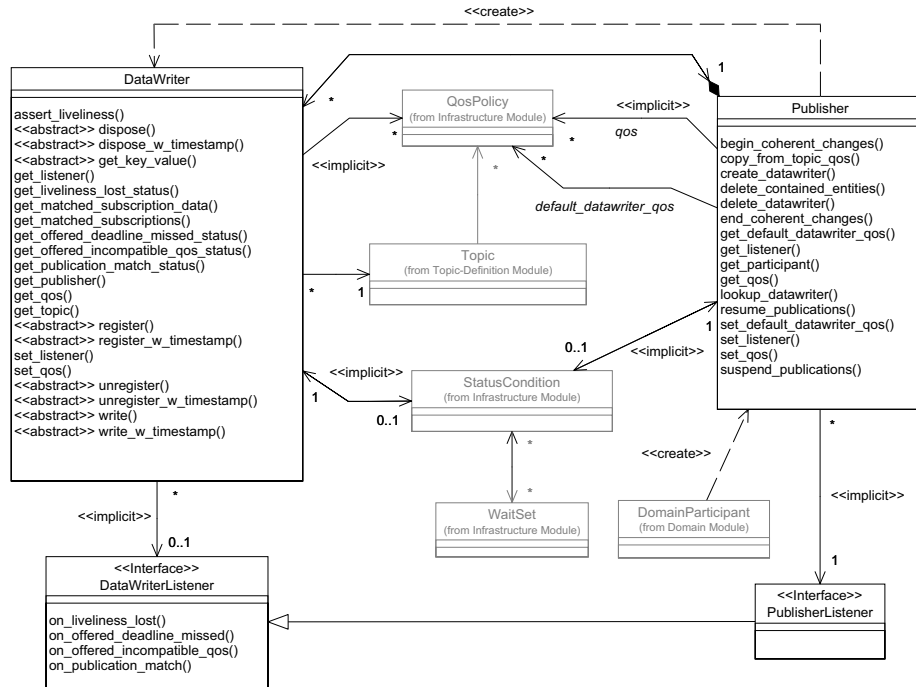 <<create>>
DataWriter
assert_liveliness()
<<abstract>> dispose()
<<abstract>> dispose_w_timestamp()
<<abstract>> get_key_value()
get_listener()
get_liveliness_lost_status()
get_matched_subscription_data()
get_matched_subscriptions()
get_offered_deadline_missed_status()
get_offered_incompatible_qos_status()
get_publication_match_status()
get_publisher()
get_qos()
get_topic()
<<abstract>> register()
<<abstract>> register_w_timestamp()
set_listener()
set_qos()
<<abstract>> unregister()
<<abstract>> unregister_w_timestamp()
<<abstract>> write()
<<abstract>> write_w_timestamp()
*
1
QosPolicy
(from Infrastructure Module)
*
*
*
*
<<implicit>>
<<implicit>>
qos
default_datawriter_qos
Topic
(from Topic-Definition Module)
*
1
Publisher
begin_coherent_changes()
copy_from_topic_qos()
create_datawriter()
delete_contained_entities()
delete_datawriter()
end_coherent_changes()
get_default_datawriter_qos()
get_listener()
get_participant()
get_qos()
lookup_datawriter()
resume_publications()
set_default_datawriter_qos()
set_listener()
set_qos()
suspend_publications()
1
0..1
<<implicit>>
<<implicit>>
1
0..1
StatusCondition
(from Infrastructure Module)
*
*
WaitSet
(from Infrastructure Module)
<<create>>
DomainParticipant
(from Domain Module)
*
<<implicit>>
1
*
<<implicit>>
0..1
<<Interface>>
DataWriterListener
on_liveliness_lost()
on_offered_deadline_missed()
on_offered_incompatible_qos()
on_publication_match()
<<Interface>>
PublisherListener